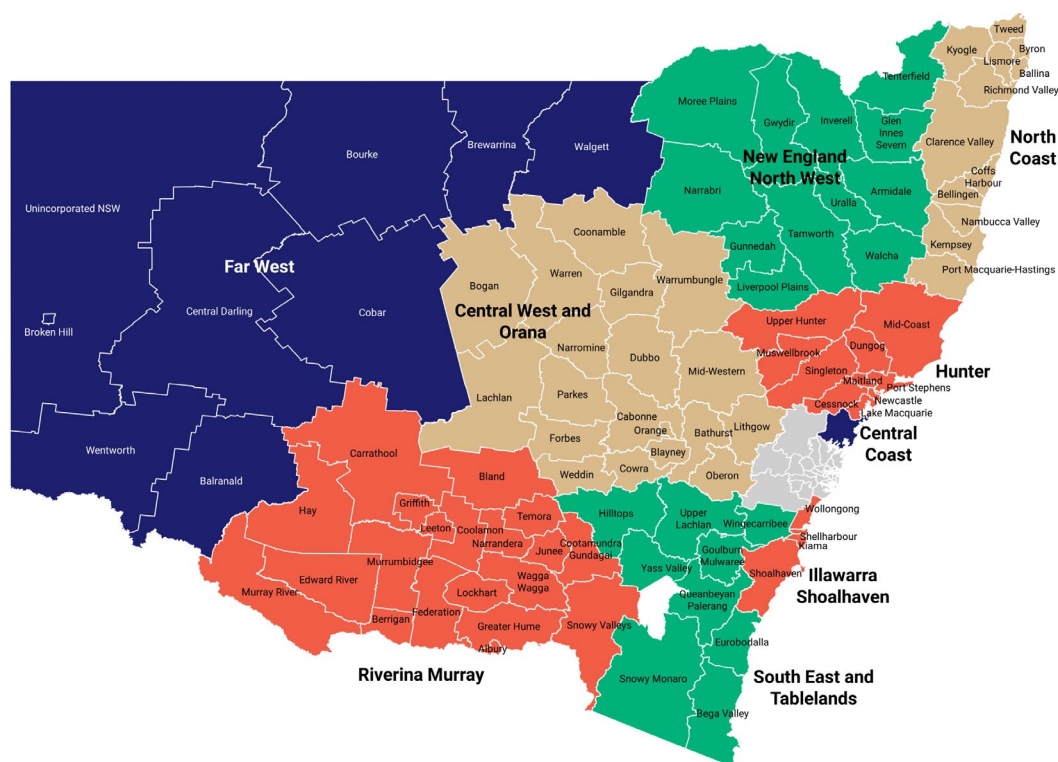 Tweed
Kyogle
Byron
Lismore
Ballina
Tenterfield
Richmond Valley
Moree Plains
Gwydir
Inverell
Glen
Innes
Severn
Clarence Valley
North
Coast
Bourke
Brewarrina
Walgett
New England
North West
Coffs
Harbour
Narrabri
Armidale
Bellingen
Uralla
Unincorporated NSW
Nambucca Valley
Coonamble
Tamworth
Gunnedah
Kempsey
Walcha
Far West
Warren
Warrumbungle
Port Macquarie-Hastings
Bogan
Gilgandra
Liverpool Plains
Central West and
Orana
Central Darling
Cobar
Upper Hunter
Mid-Coast
Broken Hill
Narromine
Muswellbrook
Dungog
Dubbo
Singleton
Hunter
Mid-Western
Maitland
Port Stephens
Lachlan
Parkes
Cessnock
Newcastle
Lake Macquarie
Cabonne
Orange
Bathurst
Lithgow
Central
Coast
Forbes
Wentworth
Carrathool
Blayney
Cowra
Weddin
Oberon
Balranald
Bland
Griffith
Hay
Temora
Hilltops
Upper
Lachlan
Wingecarribee
Wollongong
Leeton
Coolamon
Narrandera
Junee
Cootamundra
Gundagai
Shellharbour
Kiama
Goulburn
Mulwaree
Murrumbidgee
Yass Valley
Shoalhaven
Illawarra
Shoalhaven
Edward River
Murray River
Wagga
Wagga
Lockhart
Queanbeyan
Palerang
Berrigan
Federation
Greater Hume
Snowy Valleys
Eurobodalla
Albury
Riverina Murray
Snowy Monaro
South East and
Tablelands
Bega Valley